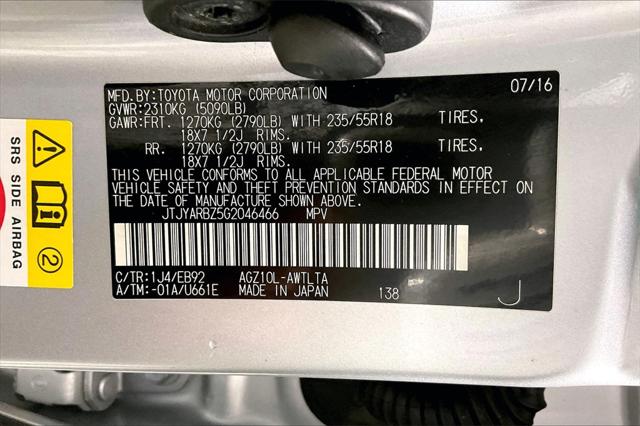 MFD.BY:TOYOTA MOTOR CORPORATION 07/16
GVWR:2310KG (5090LB)
GAWR:FRT. 1270KG (2790LB) WITH 235/55R18 TIRES,
18X7 1/2J RIMS.
RR. 1270KG (2790LB) WITH 235/55R18 TIRES,
18X7 1/2J RIMS.
THIS VEHICLE CONFORMS TO ALL APPLICABLE FEDERAL MOTOR
VEHICLE SAFETY AND THEFT PREVENTION STANDARDS IN EFFECT ON
THE DATE OF MANUFACTURE SHOWN ABOVE.
JTJYARBZ5G2046466 MPV
C/TR:1J4/EB92 AGZ10L-AWTLTA
A/TM:-01A/U661E MADE IN JAPAN 138 J
SRS SIDE AIRBAG
2